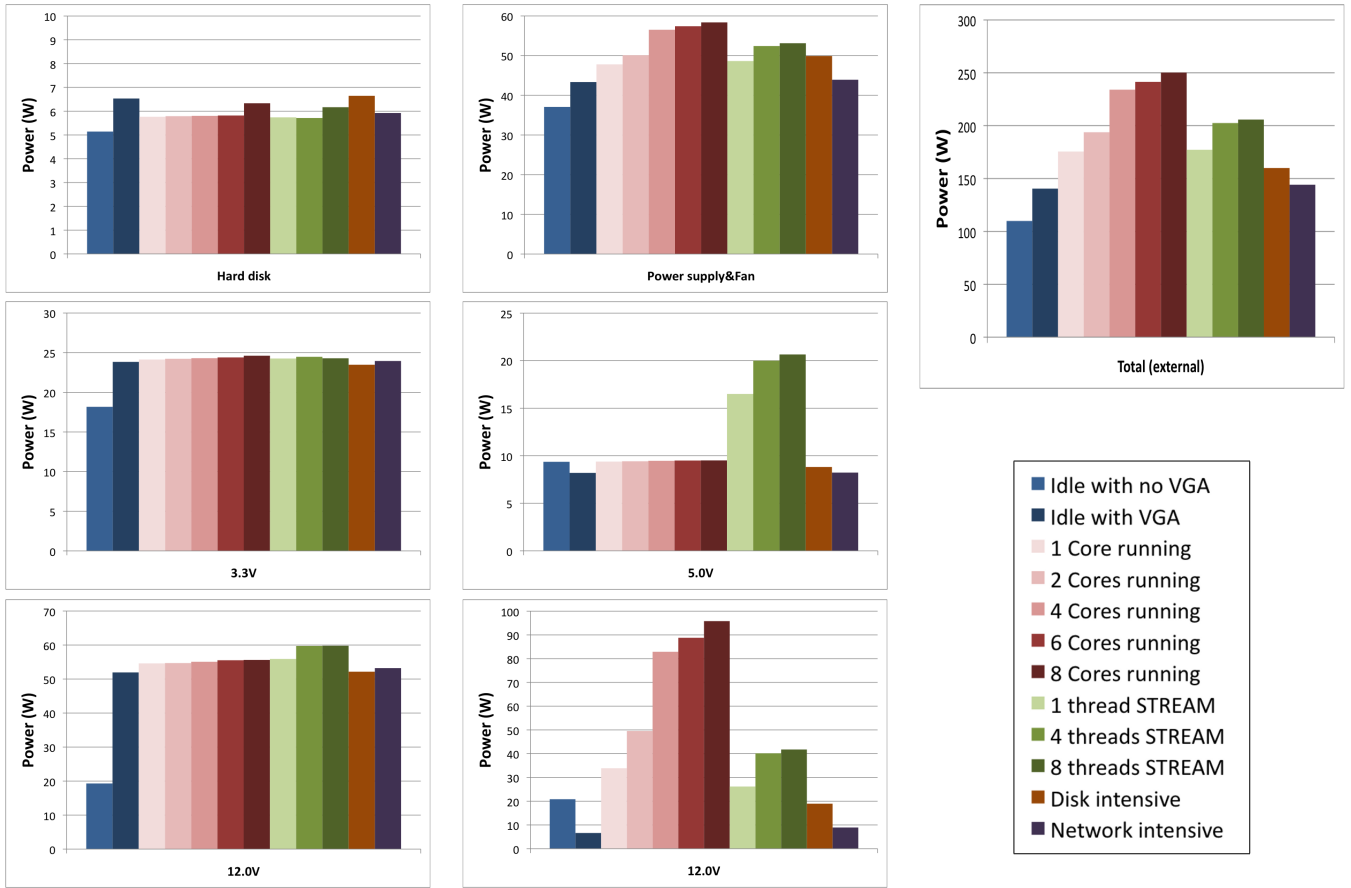 10
9
8
7
6
5
4
3
2
1
0
Power (W)
Hard disk
60
50
40
30
20
10
0
Power (W)
Power supply&Fan
300
250
200
150
100
50
0
Power (W)
Total (external)
30
25
20
15
10
5
0
Power (W)
3.3V
25
20
15
10
5
0
Power (W)
5.0V
70
60
50
40
30
20
10
0
Power (W)
12.0V
100
90
80
70
60
50
40
30
20
10
0
Power (W)
12.0V
Idle with no VGA
Idle with VGA
1 Core running
2 Cores running
4 Cores running
6 Cores running
8 Cores running
1 thread STREAM
4 threads STREAM
8 threads STREAM
Disk intensive
Network intensive